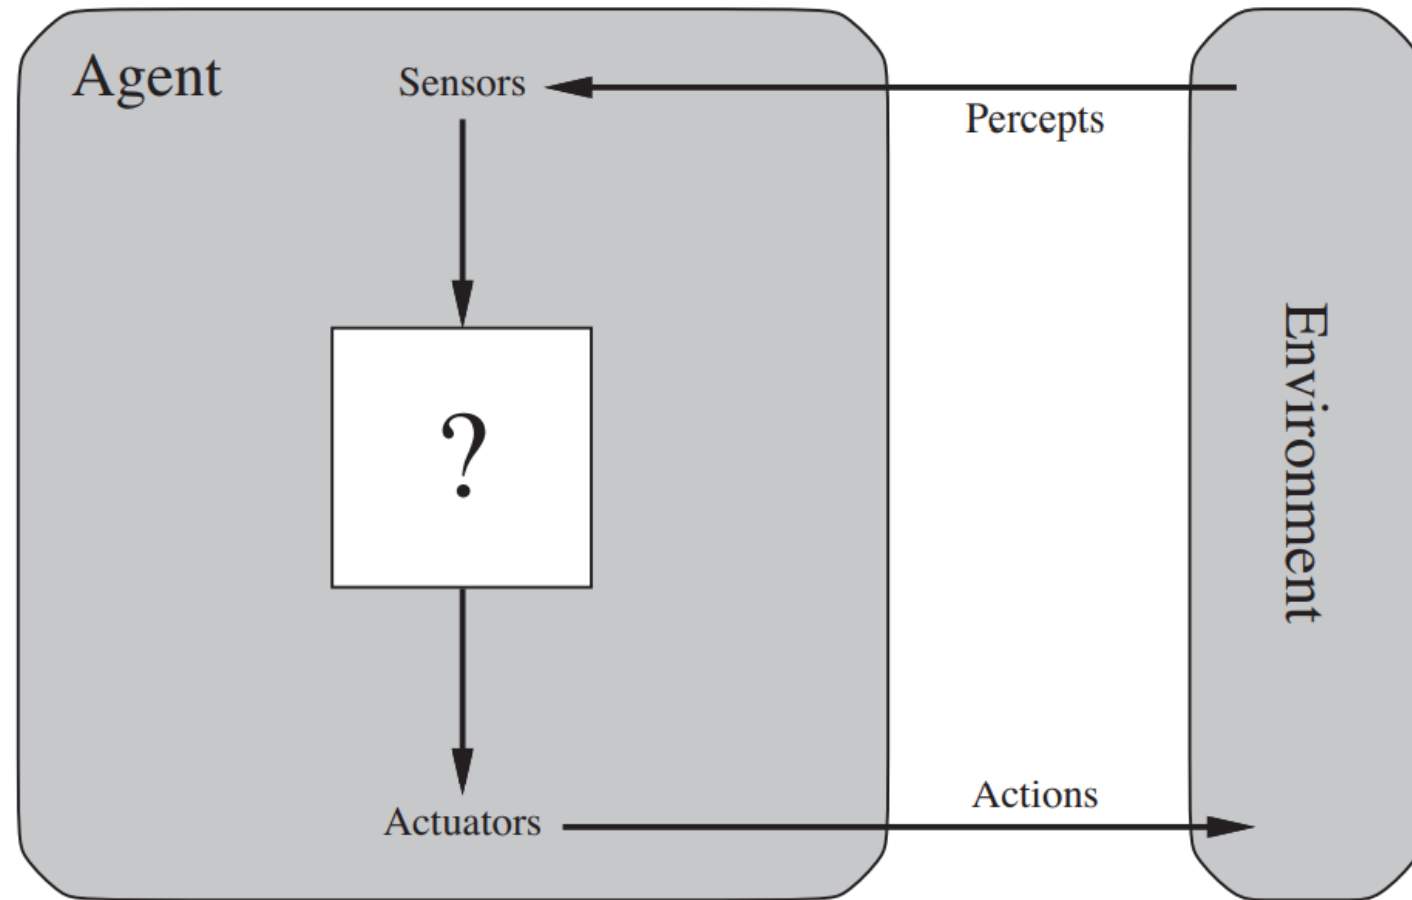 Agent
Sensors
Percepts
?
Environment
Actions
Actuators